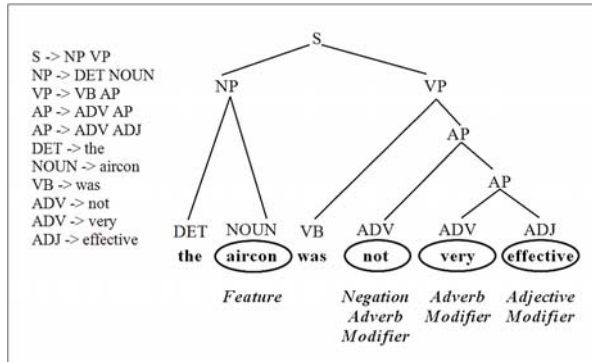 S -> NP VP
NP -> DET NOUN
VP -> VB AP
AP -> ADV AP
AP -> ADV ADJ
DET -> the
NOUN -> aircon
VB -> was
ADV -> not
ADV -> very
ADJ -> effective
S
NP VP
AP
AP
DET NOUN VB ADV ADV ADJ
the aircon was not very effective
Feature Negation Adverb Adjective
Adverb Modifier Modifier
Modifier